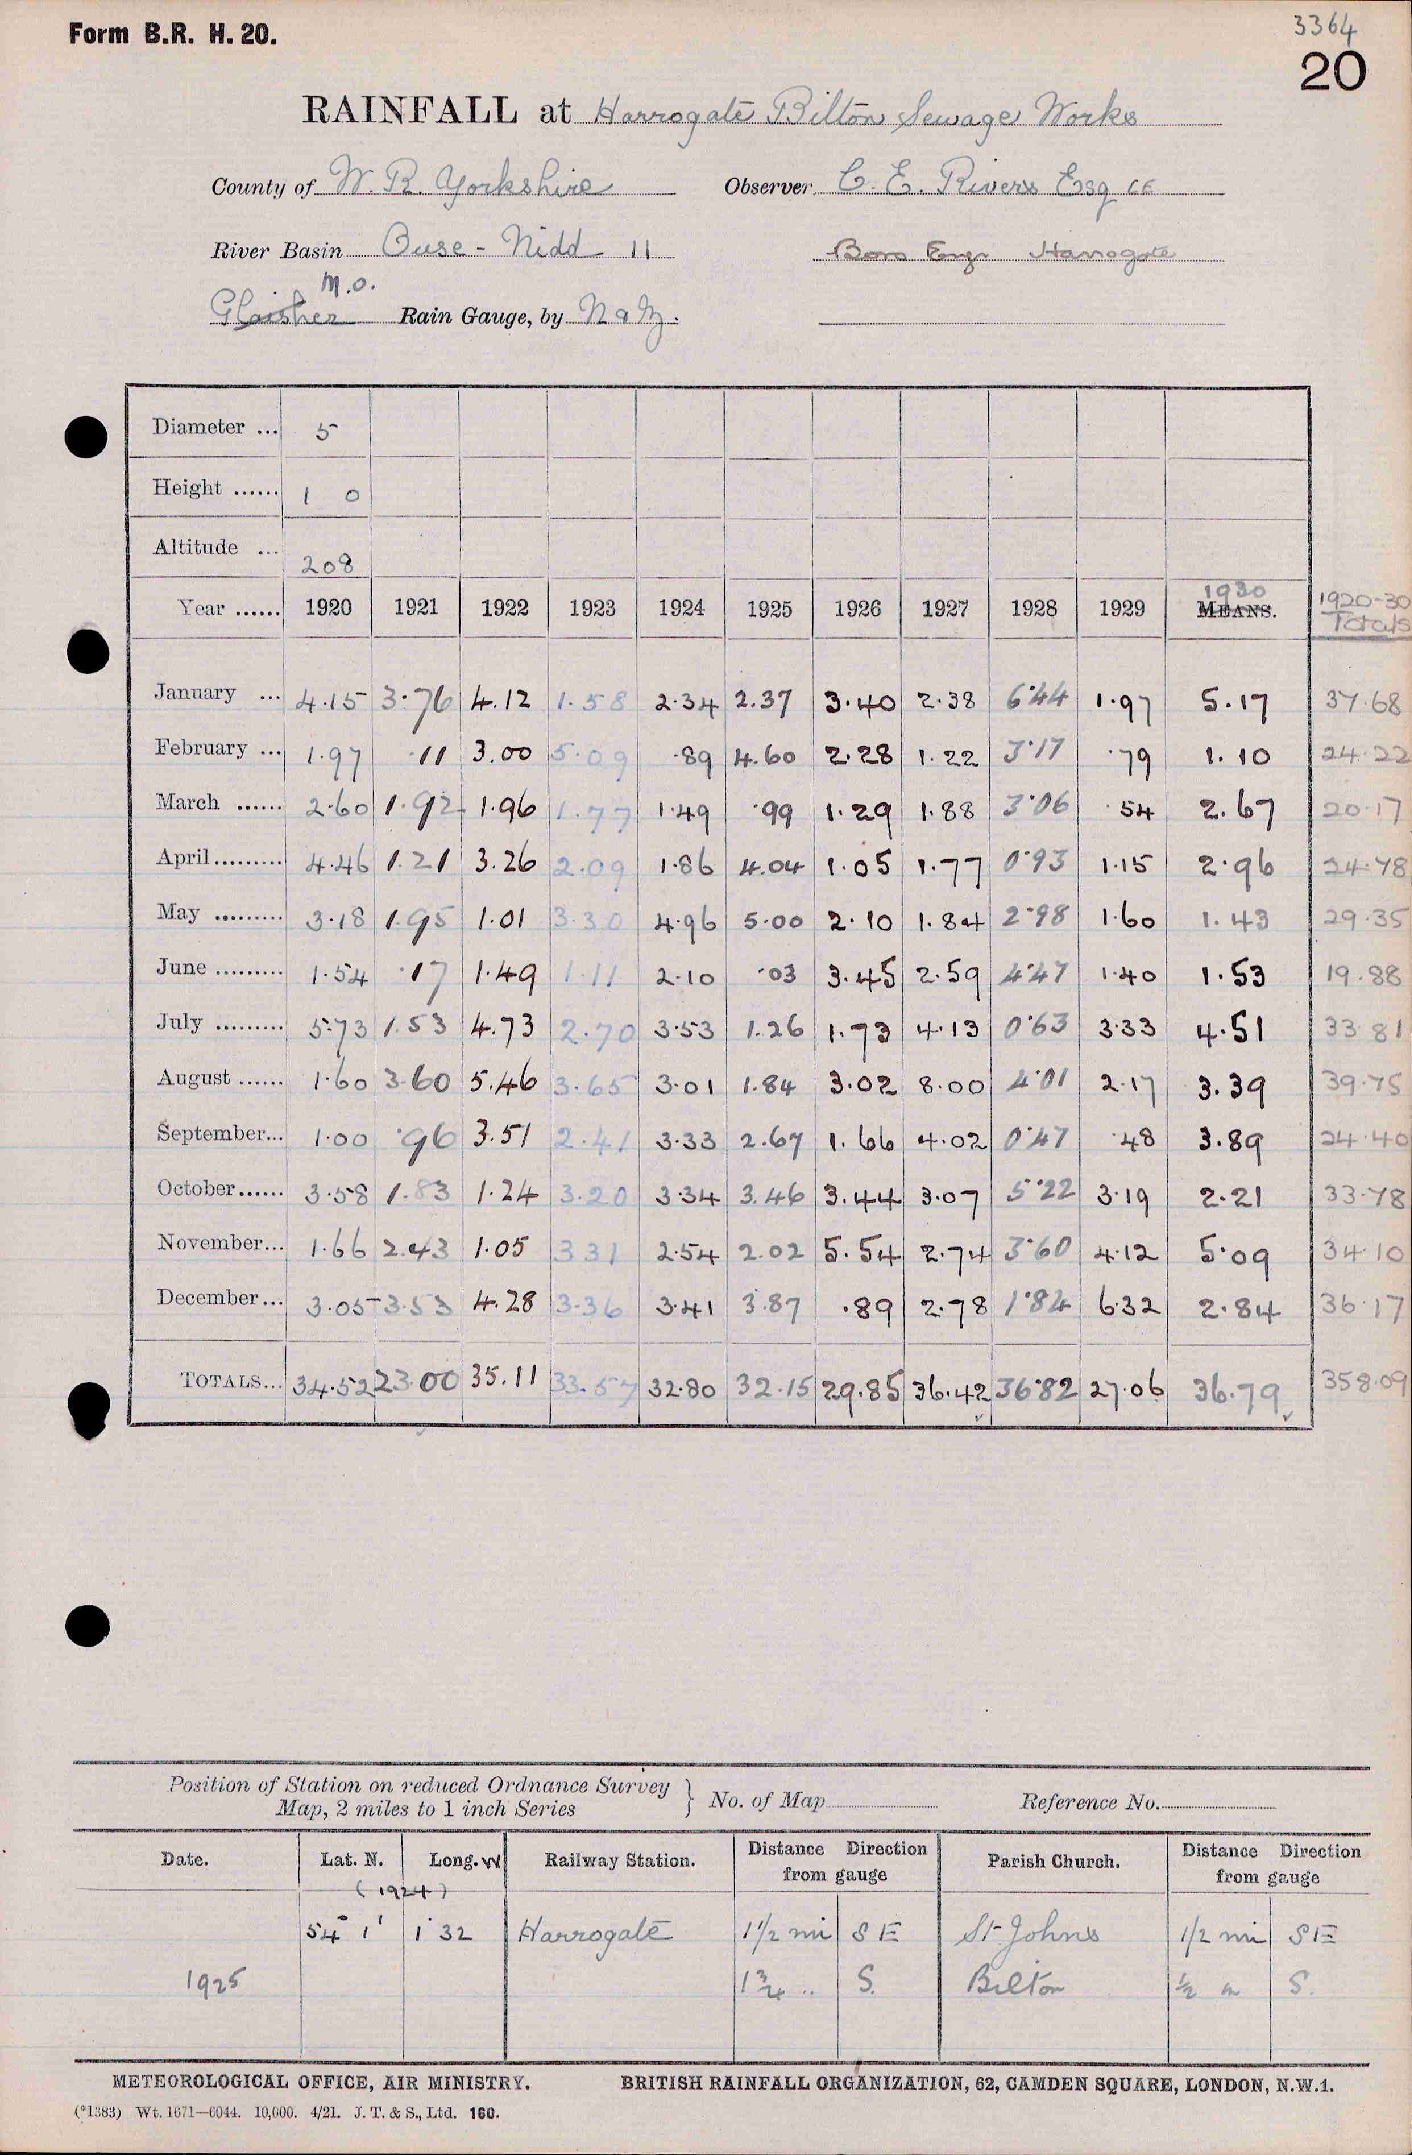 Form B.R. H. 20.
3364
20
RAINFALL at Harrogate Bilton Sewage Works
County of W. R. Yorkshire Observer C. E. Rivers Esq CE
River Basin Ouse - Nidd 11 Boro Engr Harrogate
M.O.
Glaisher Rain Gauge, by N & Z.
Diameter ... 5
Height ...... 1 0
Altitude ... 208
1930
Year ...... 1920 1921 1922 1923 1924 1925 1926 1927 1928 1929 MEANS. 1920-30 Totals
January ... 4.15 3.76 4.12 1.58 2.34 2.37 3.40 2.38 6.44 1.97 5.17 37.68
February ... 1.97 .11 3.00 5.09 .89 4.60 2.28 1.22 3.17 .79 1.10 24.22
March ...... 2.60 1.92 1.96 1.77 1.49 .99 1.29 1.88 3.06 .54 2.67 20.17
April......... 4.46 1.21 3.26 2.09 1.86 4.04 1.05 1.77 0.93 1.15 2.96 24.78
May ......... 3.18 1.95 1.01 3.30 4.96 5.00 2.10 1.84 2.98 1.60 1.43 29.35
June ......... 1.54 .17 1.49 1.11 2.10 .03 3.45 2.59 4.47 1.40 1.53 19.88
July ......... 5.73 1.53 4.73 2.70 3.53 1.26 1.73 4.13 0.63 3.33 4.51 33.81
August ...... 1.60 3.60 5.46 3.65 3.01 1.84 3.02 8.00 4.01 2.17 3.39 39.75
September... 1.00 .96 3.51 2.41 3.33 2.67 1.66 4.02 0.47 .48 3.89 24.40
October...... 3.58 1.83 1.24 3.20 3.34 3.46 3.44 3.07 5.22 3.19 2.21 33.78
November... 1.66 2.43 1.05 3.31 2.54 2.02 5.54 2.74 3.60 4.12 5.09 34.10
December... 3.05 3.53 4.28 3.36 3.41 3.87 .89 2.78 1.84 6.32 2.84 36.17
TOTALS... 34.52 23.00 35.11 33.57 32.80 32.15 29.85 36.42 36.82 27.06 36.79 358.09
Position of Station on reduced Ordnance Survey
Map, 2 miles to 1 inch Series } No. of Map Reference No.
Date. Lat. N. Long. W Railway Station. Distance Direction from gauge Parish Church. Distance Direction from gauge
(1924)
54° 1' 1° 32 Harrogate 1 1/2 mi SE St Johns 1/2 mi SE
1925 1 3/4 .. S. Bilton 1/2 m S.
METEOROLOGICAL OFFICE, AIR MINISTRY. BRITISH RAINFALL ORGANIZATION, 62, CAMDEN SQUARE, LONDON, N.W.1.
(*1383) Wt. 1671—6044. 10,000. 4/21. J. T. & S., Ltd. 160.